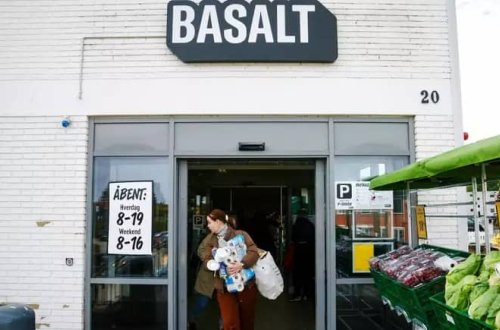 BASALT
20
ÅBENT:
Hverdag
8-19
Weekend
8-16
P